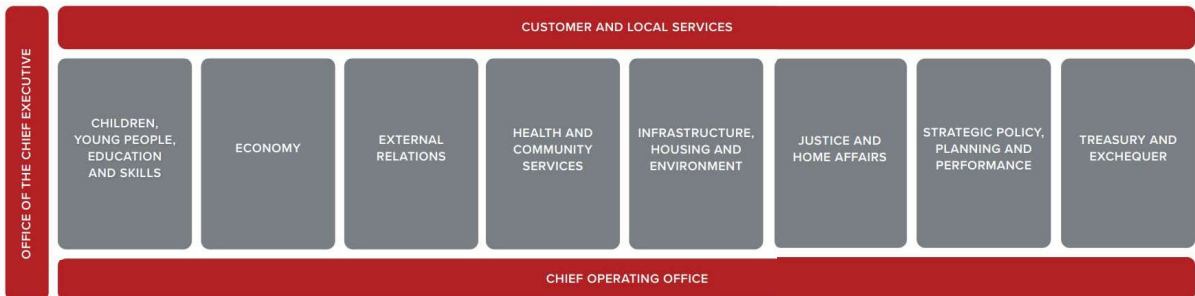 OFFICE OF THE CHIEF EXECUTIVE
CUSTOMER AND LOCAL SERVICES
CHILDREN,
YOUNG PEOPLE,
EDUCATION
AND SKILLS
ECONOMY
EXTERNAL
RELATIONS
HEALTH AND
COMMUNITY
SERVICES
INFRASTRUCTURE,
HOUSING AND
ENVIRONMENT
JUSTICE AND
HOME AFFAIRS
STRATEGIC POLICY,
PLANNING AND
PERFORMANCE
TREASURY AND
EXCHEQUER
CHIEF OPERATING OFFICE